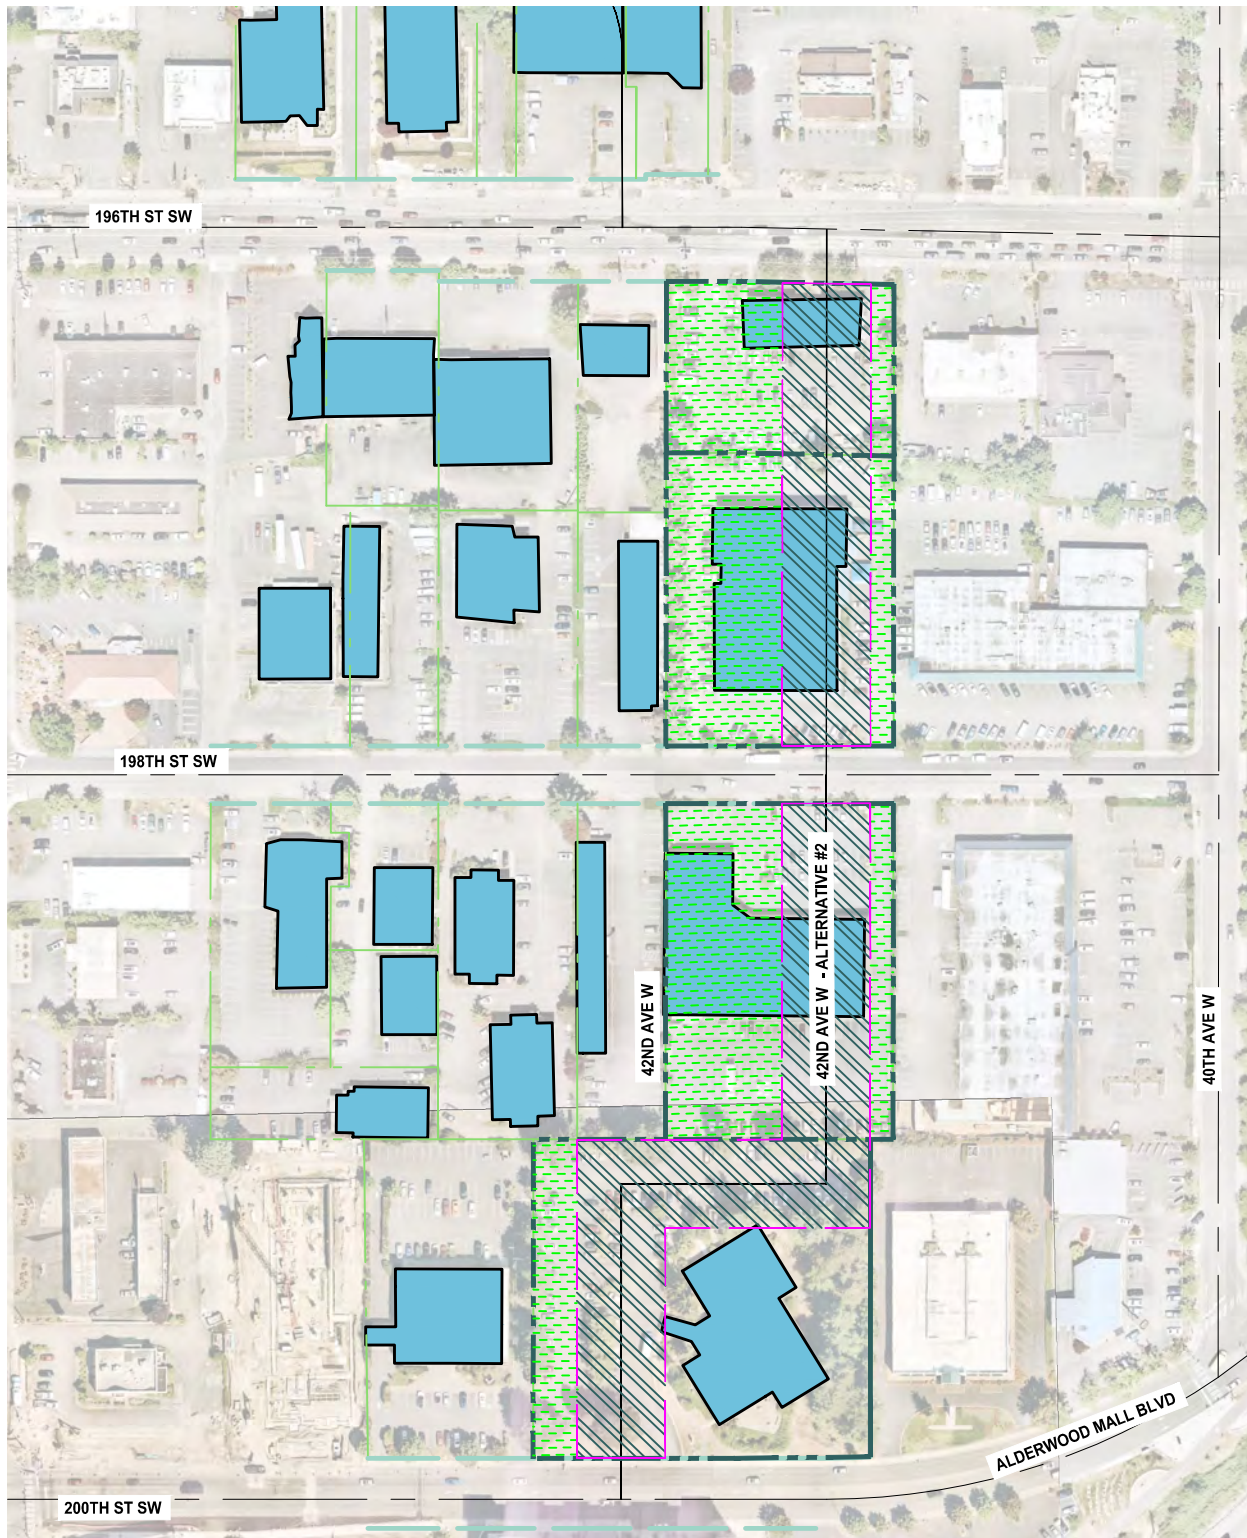 196TH ST SW
198TH ST SW
42ND AVE W
42ND AVE W - ALTERNATIVE #2
40TH AVE W
ALDERWOOD MALL BLVD
200TH ST SW